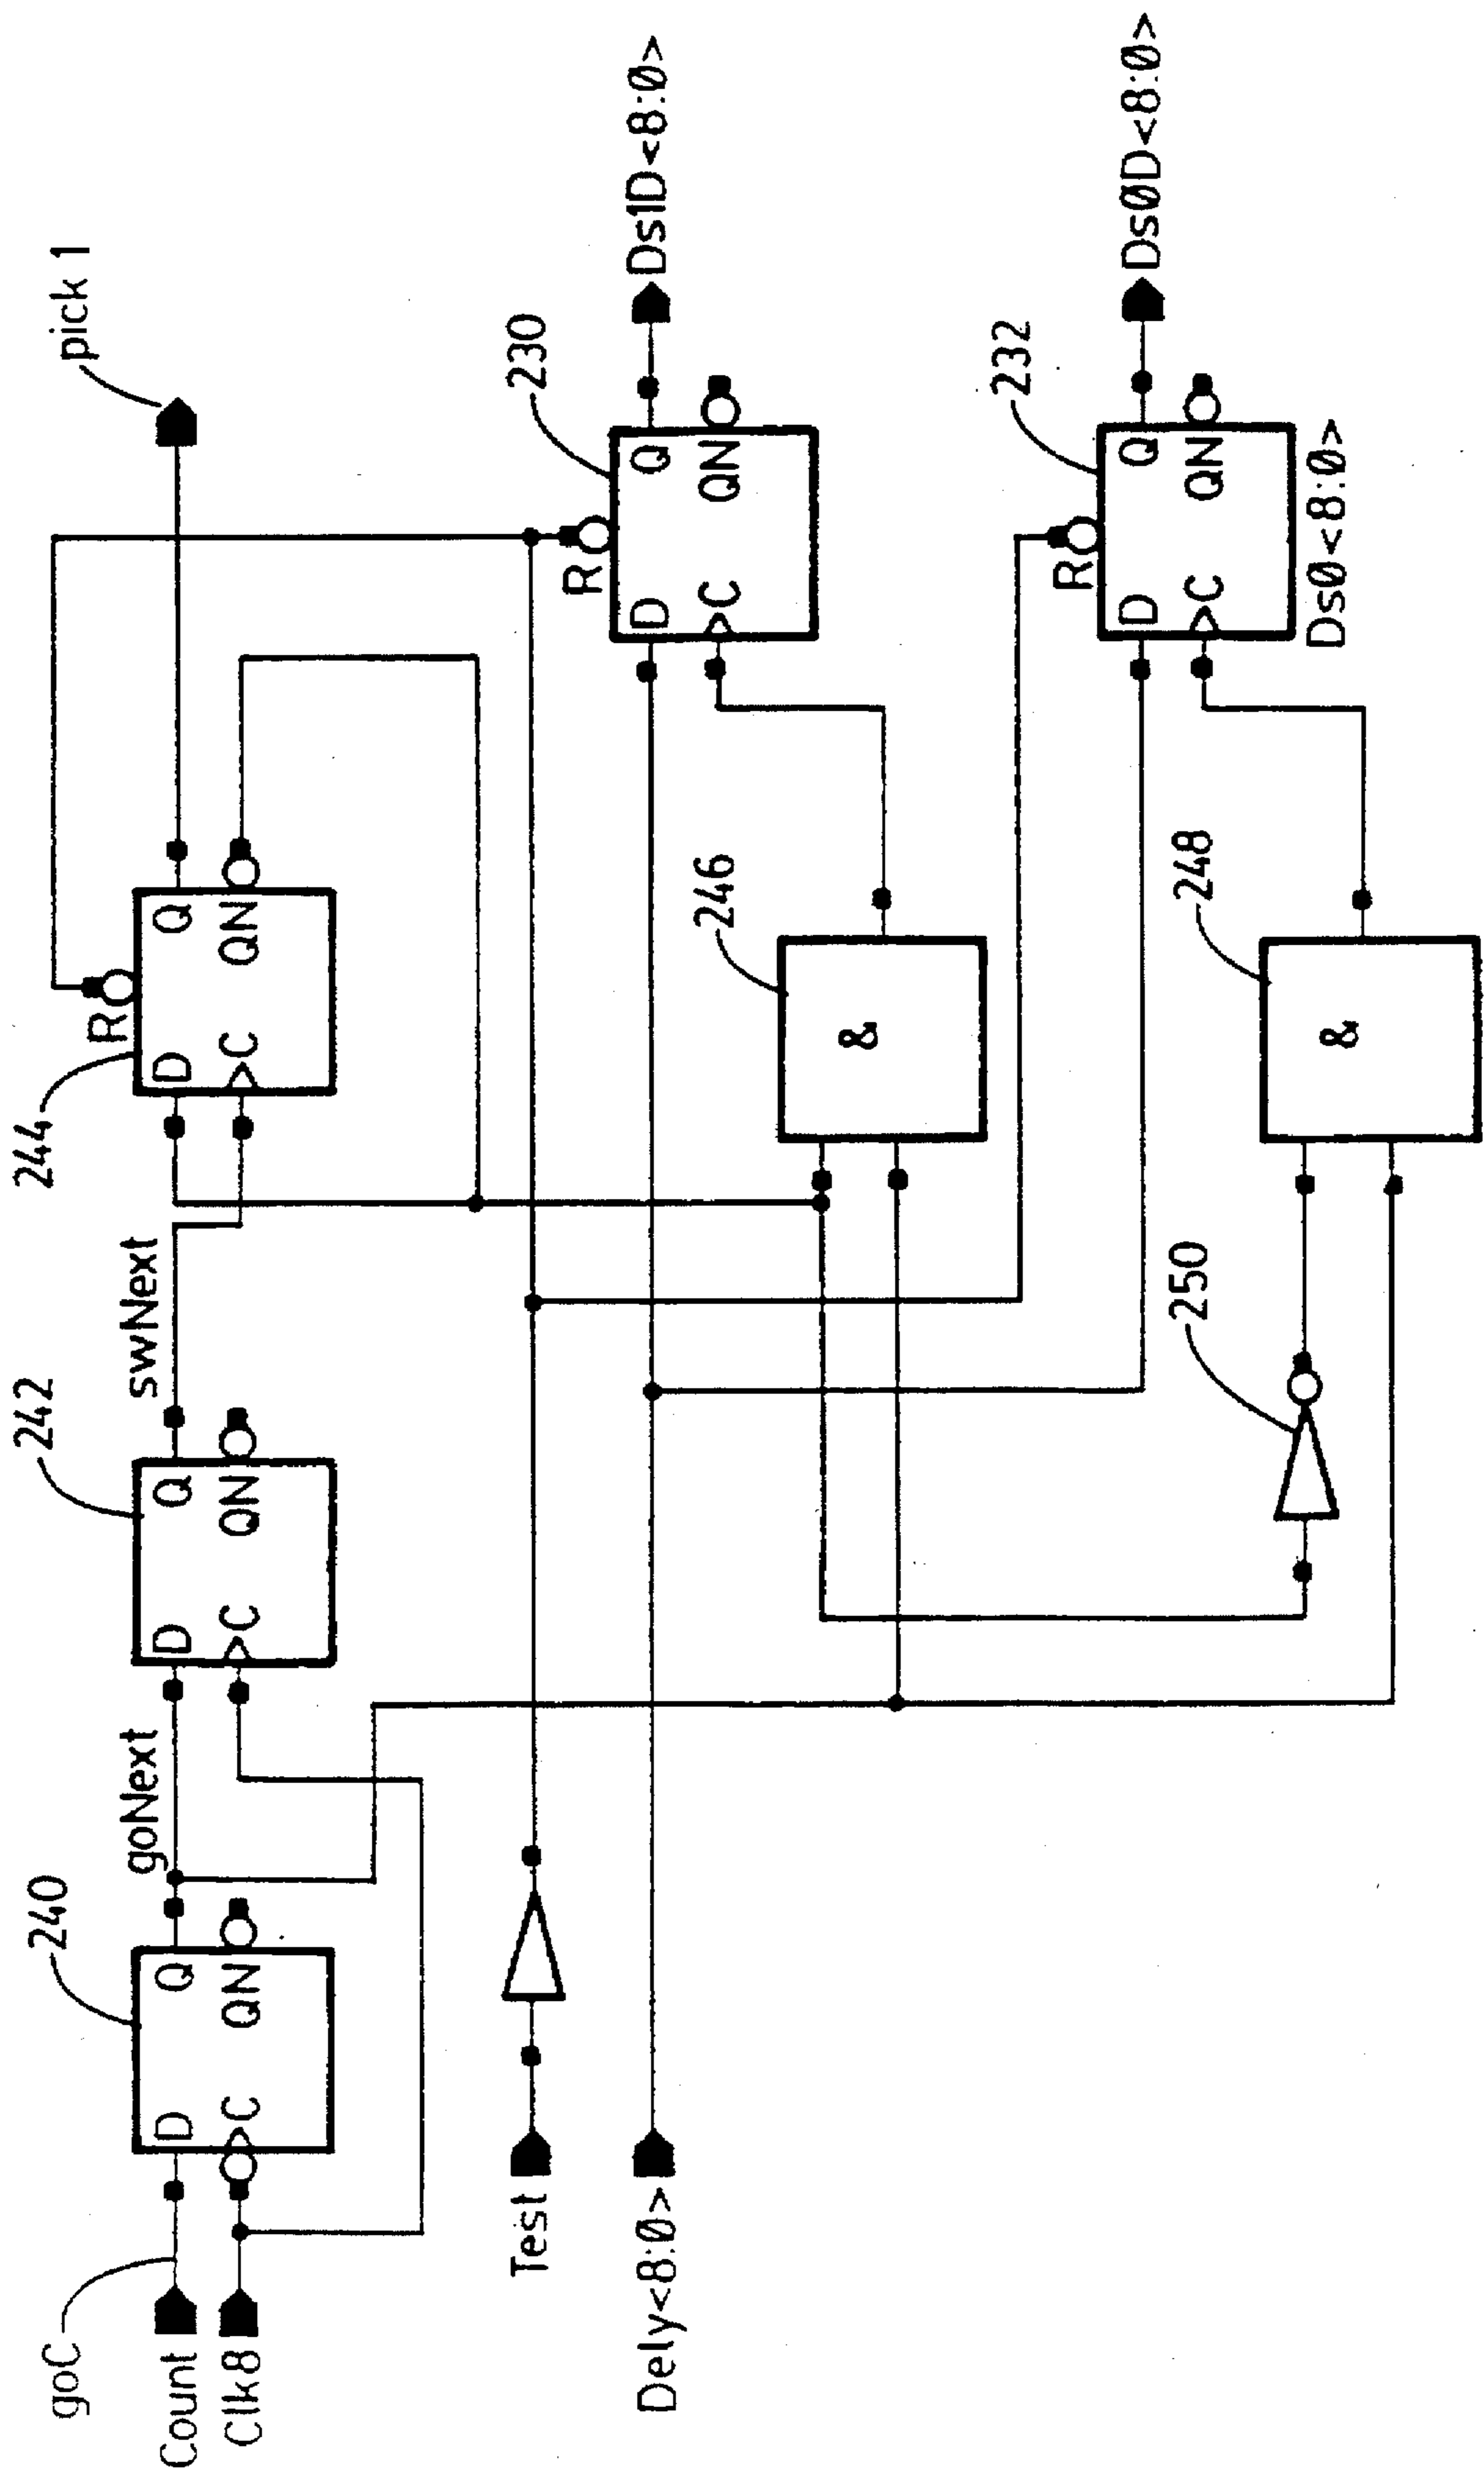 goC
Count
Clk8
240
D
Q
C
QN
goNext
242
D
Q
C
QN
swNext
244
R
D
Q
C
QN
pick 1
Test
Dely<8:0>
230
R
D
Q
C
QN
Ds1D<8:0>
246
&
232
R
D
Q
C
QN
Ds0D<8:0>
Ds0<8:0>
250
248
&